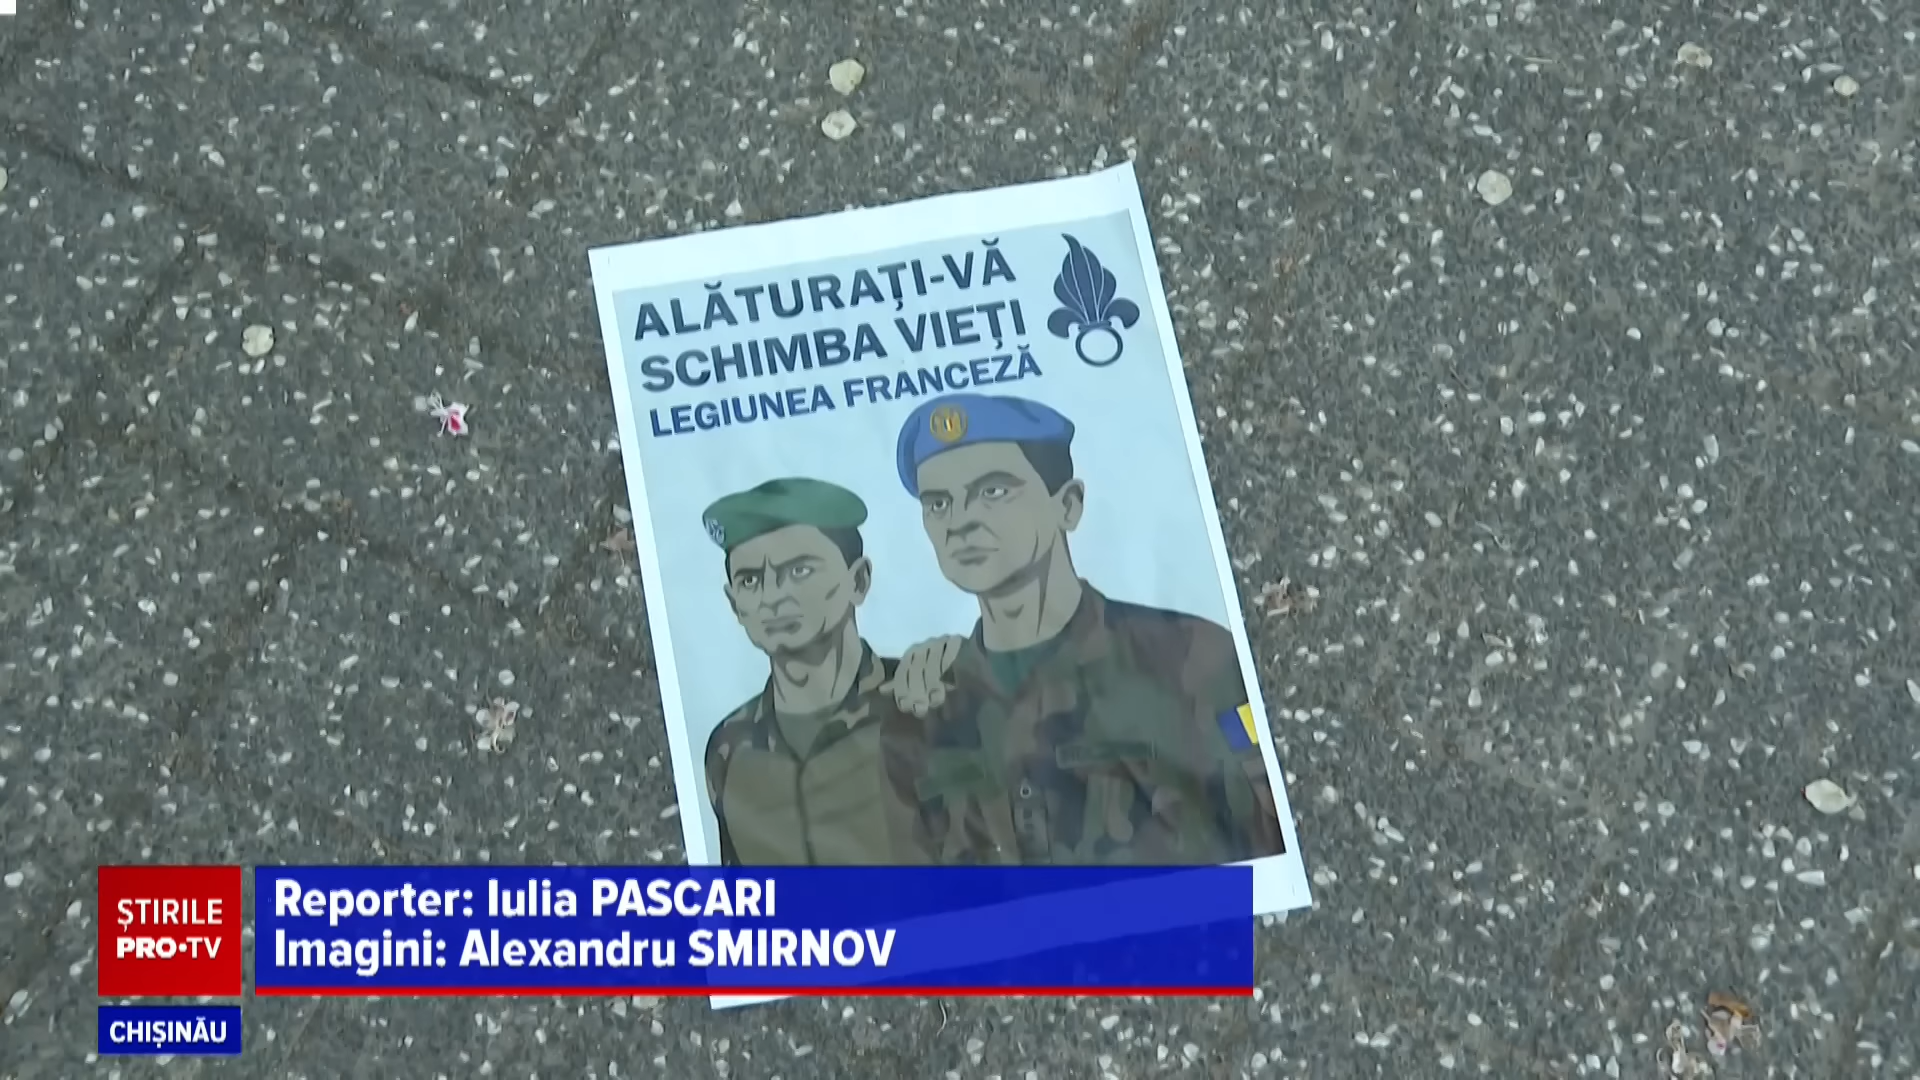 ALĂTURAȚI-VĂ
SCHIMBA VIEȚI
LEGIUNEA FRANCEZĂ
ȘTIRILE
PRO•TV
CHIȘINĂU
Reporter: Iulia PASCARI
Imagini: Alexandru SMIRNOV